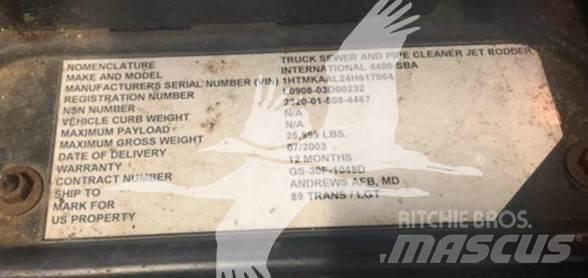 NOMENCLATURE TRUCK SEWER AND PIPE CLEANER JET RODDER
MAKE AND MODEL INTERNATIONAL 4400 SBA
MANUFACTURERS SERIAL NUMBER (VIN) 1HTMKAAL24H617064
REGISTRATION NUMBER 00908-03D00232
NSN NUMBER 2320-01-508-4467
VEHICLE CURB WEIGHT N/A
MAXIMUM PAYLOAD N/A
MAXIMUM GROSS WEIGHT 25,999 LBS.
DATE OF DELIVERY 07/2003
WARRANTY 12 MONTHS
CONTRACT NUMBER GS-30F-1048D
SHIP TO ANDREWS AFB, MD
MARK FOR 89 TRANS / LGT
US PROPERTY
RITCHIE BROS.
MASCUS